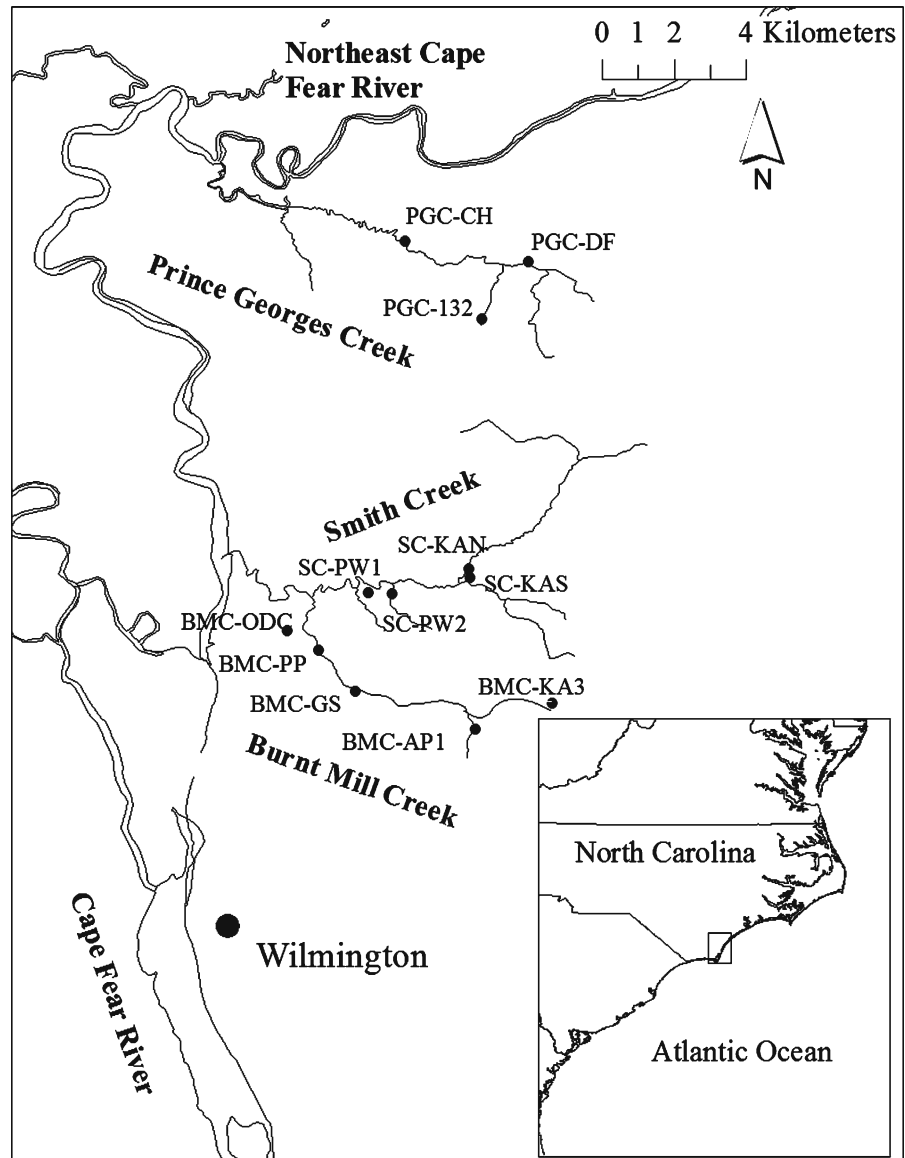 Northeast Cape
Fear River
0 1 2 4 Kilometers
N
PGC-CH
PGC-DF
PGC-132
Prince Georges Creek
Smith Creek
SC-KAN
SC-PW1
SC-KAS
SC-PW2
BMC-ODC
BMC-PP
BMC-GS
BMC-KA3
BMC-AP1
Burnt Mill Creek
Cape Fear River
Wilmington
North Carolina
Atlantic Ocean